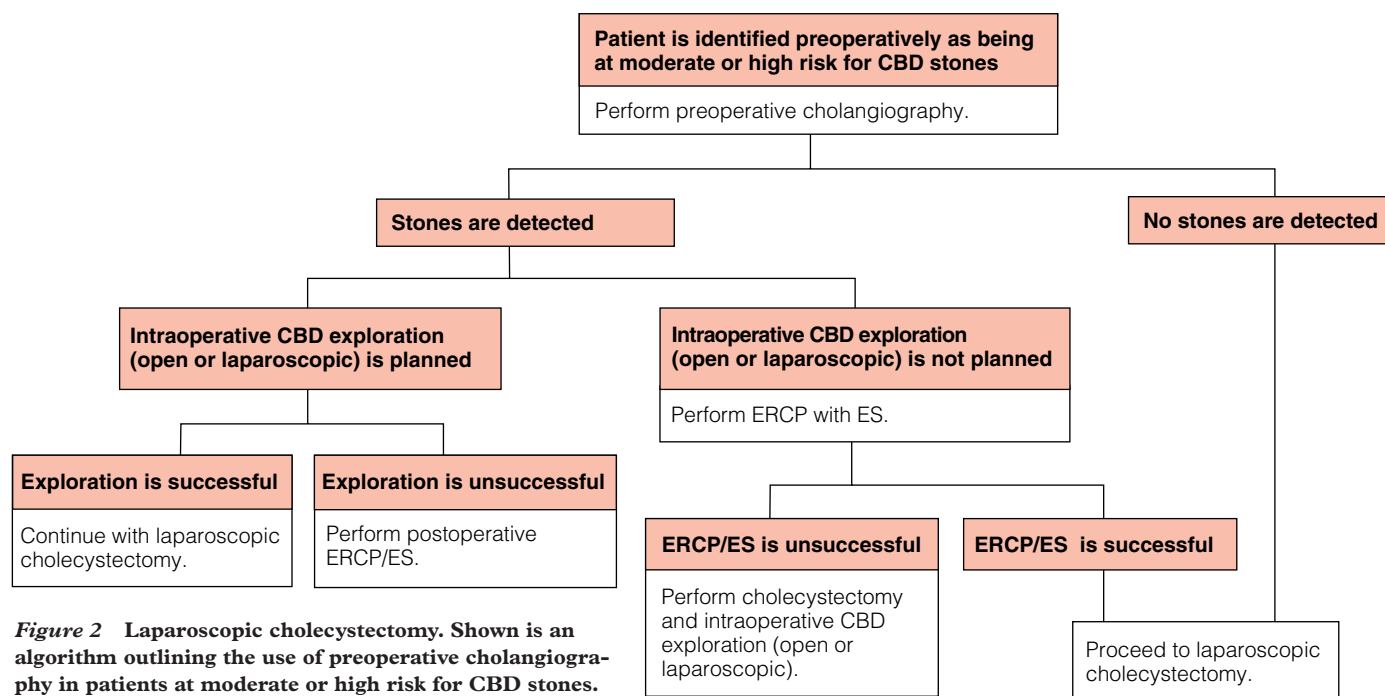 Patient is identified preoperatively as being
at moderate or high risk for CBD stones
Perform preoperative cholangiography.
Stones are detected
No stones are detected
Intraoperative CBD exploration
(open or laparoscopic) is planned
Intraoperative CBD exploration
(open or laparoscopic) is not planned
Perform ERCP with ES.
Exploration is successful
Continue with laparoscopic
cholecystectomy.
Exploration is unsuccessful
Perform postoperative
ERCP/ES.
ERCP/ES is unsuccessful
Perform cholecystectomy
and intraoperative CBD
exploration (open or
laparoscopic).
ERCP/ES is successful
Proceed to laparoscopic
cholecystectomy.
Figure 2 Laparoscopic cholecystectomy. Shown is an
algorithm outlining the use of preoperative cholangiogra-
phy in patients at moderate or high risk for CBD stones.